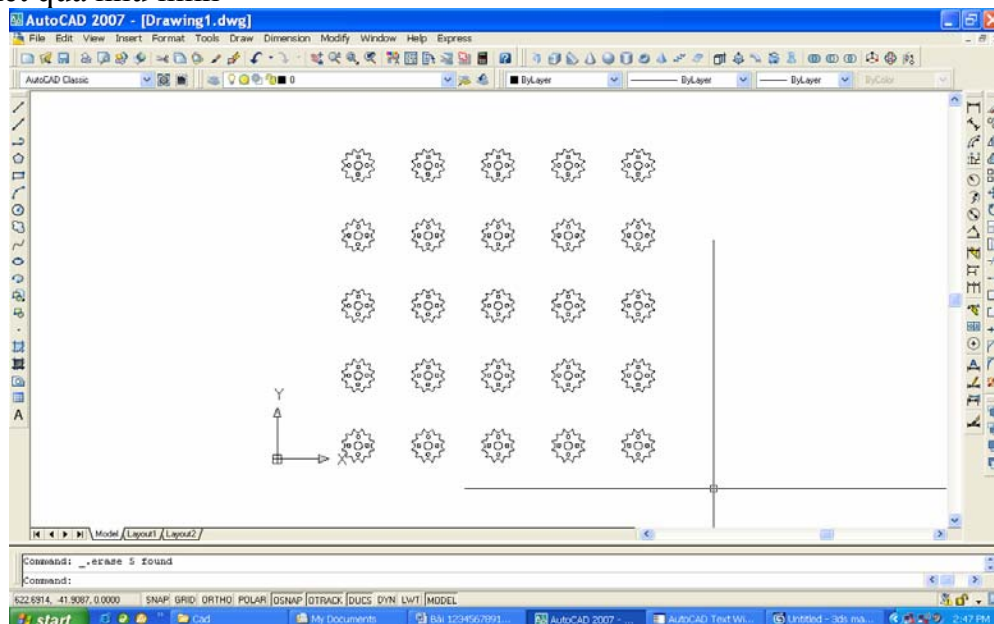 AutoCAD 2007 - [Drawing1.dwg]
File Edit View Insert Format Tools Draw Dimension Modify Window Help Express
AutoCAD Classic 0 ByLayer ByLayer ByLayer ByColor
Y
X
Model Layout1 Layout2
Command: _.erase 5 found
Command:
622.6914, -41.9087, 0.0000 SNAP GRID ORTHO POLAR OSNAP OTRACK DUCS DYN LWT MODEL
start Cad My Documents Bài 1234567891... AutoCAD 2007 - ... AutoCAD Text Wi... Untitled - 3ds ma... 2:47 PM